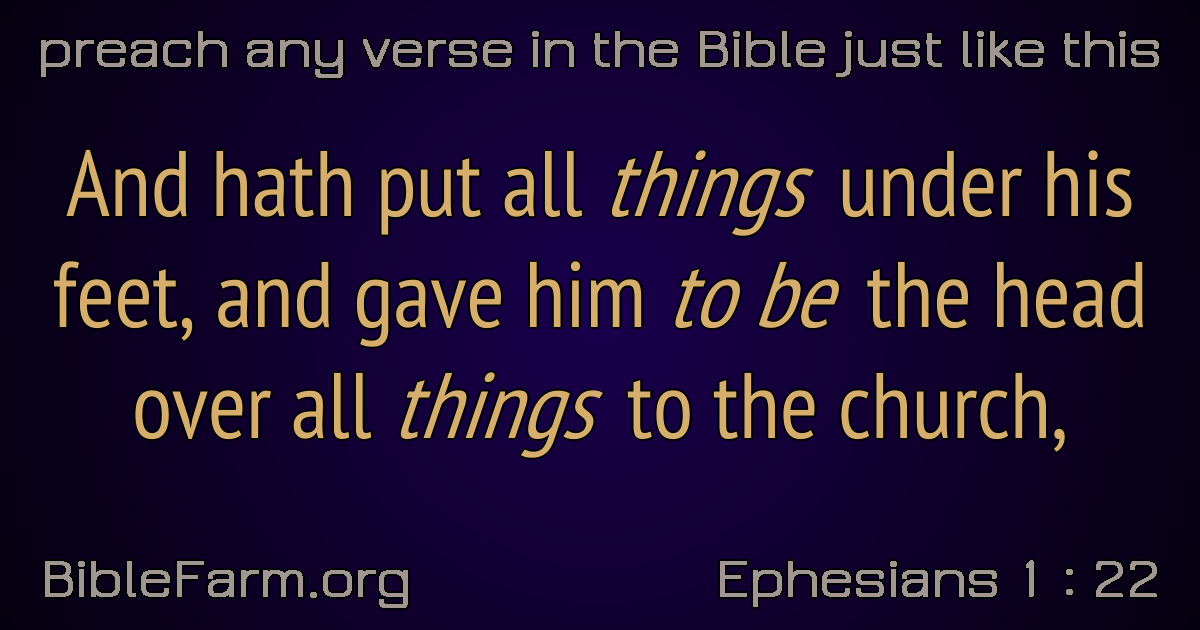 preach any verse in the Bible just like this
And hath put all things under his
feet, and gave him to be the head
over all things to the church,
BibleFarm.org
Ephesians 1 : 22